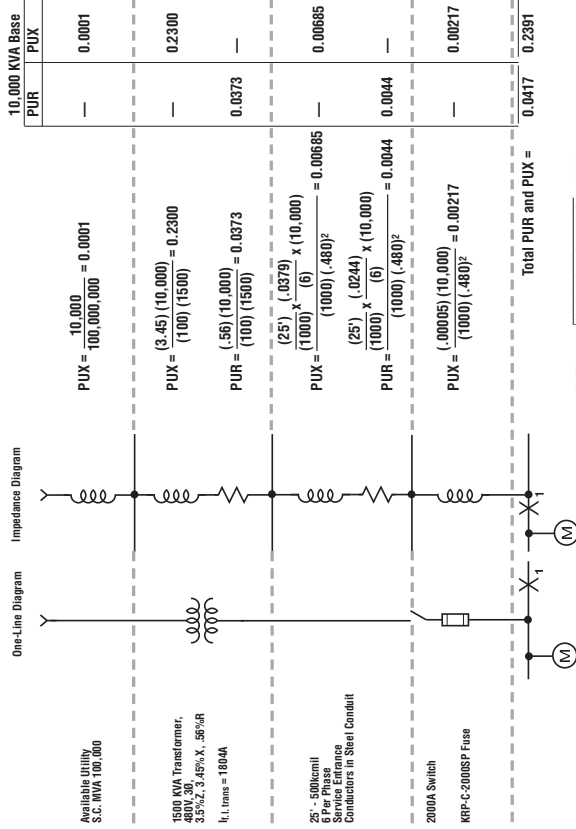 10,000 KVA Base
PUR PUX
One-Line Diagram Impedance Diagram
Available Utility
S.C. MVA 100,000
PUX = 10,000 / 100,000,000 = 0.0001
— 0.0001
1500 KVA Transformer,
480V, 3Ø,
3.5%Z, 3.45% X, .56%R
If.l. trans = 1804A
PUX = (3.45) (10,000) / (100) (1500) = 0.2300
— 0.2300
PUR = (.56) (10,000) / (100) (1500) = 0.0373
0.0373 —
25' - 500kcmil
6 Per Phase
Service Entrance
Conductors in Steel Conduit
PUX = (25') / (1000) x (.0379) / (6) x (10,000) / (1000) (.480)² = 0.00685
— 0.00685
PUR = (25') / (1000) x (.0244) / (6) x (10,000) / (1000) (.480)² = 0.0044
0.0044 —
2000A Switch
KRP-C-2000SP Fuse
PUX = (.00005) (10,000) / (1000) (.480)² = 0.00217
— 0.00217
1 1
M M
Total PUR and PUX = 0.0417 0.2391